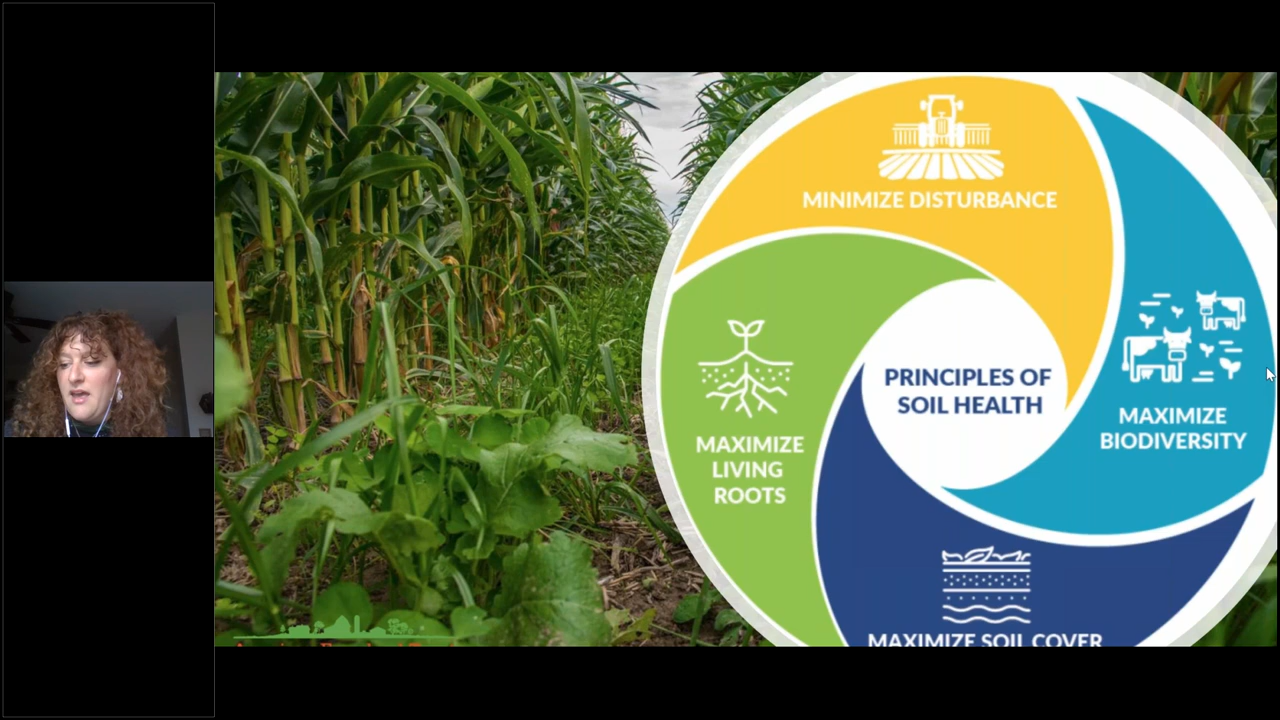 MINIMIZE DISTURBANCE
MAXIMIZE
BIODIVERSITY
PRINCIPLES OF
SOIL HEALTH
MAXIMIZE
LIVING
ROOTS
MAXIMIZE SOIL COVER